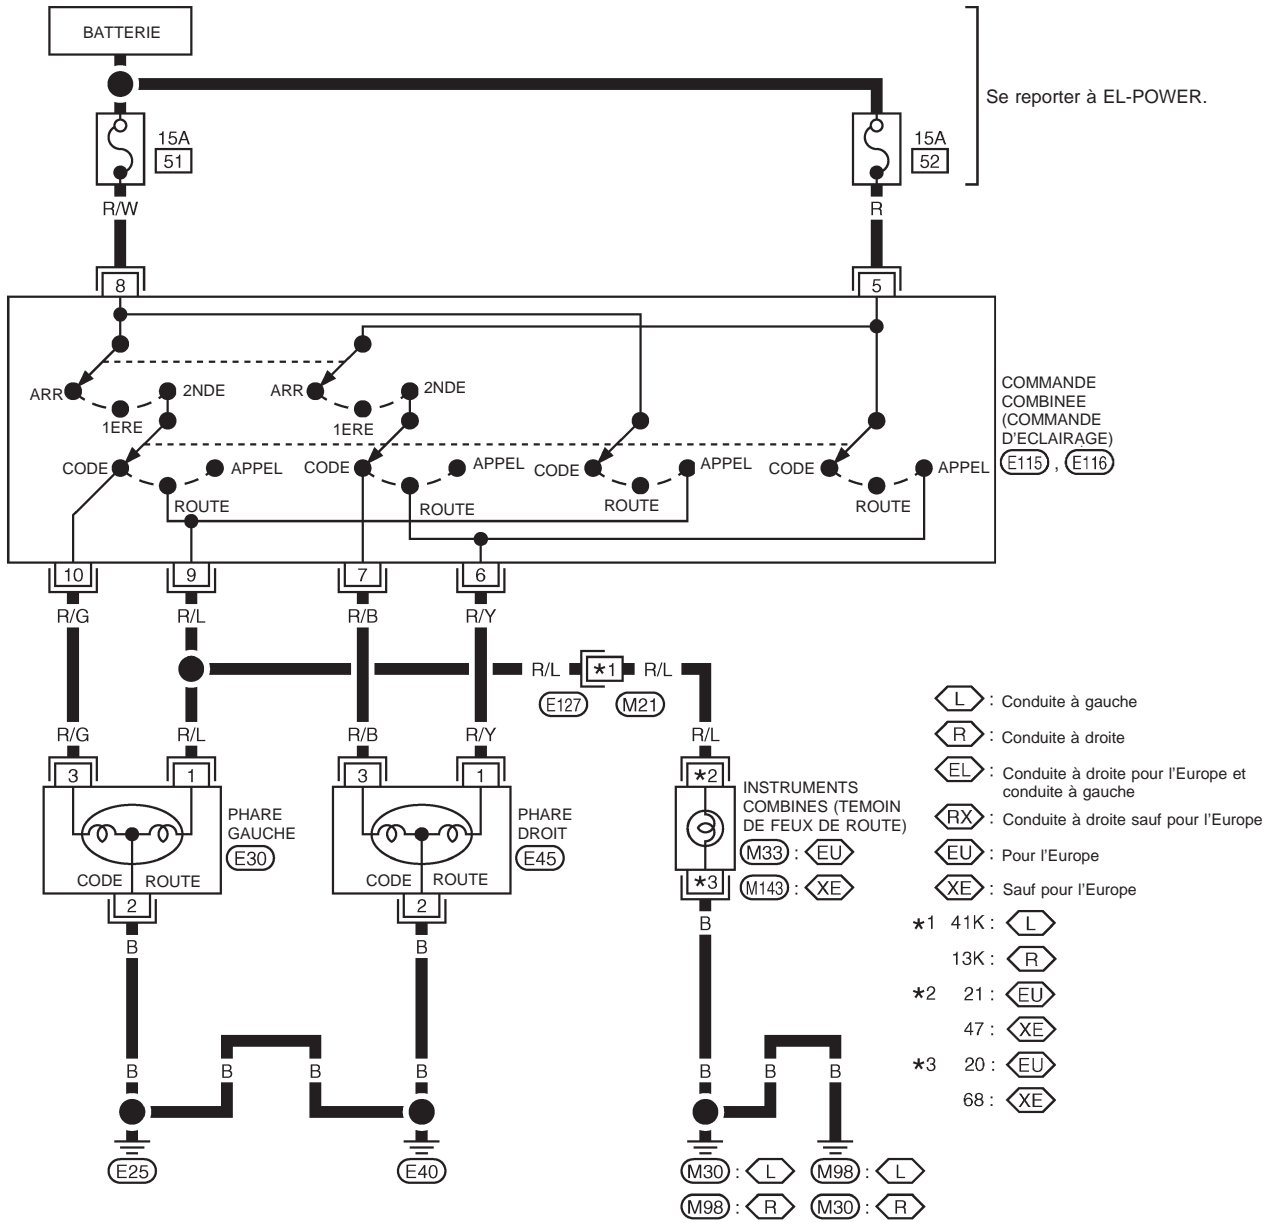 BATTERIE
Se reporter à EL-POWER.
15A
51
15A
52
R/W
R
8
5
ARR
1ERE
2NDE
ARR
1ERE
2NDE
CODE
ROUTE
APPEL
CODE
ROUTE
APPEL
CODE
ROUTE
APPEL
CODE
ROUTE
APPEL
COMMANDE
COMBINEE
(COMMANDE
D'ECLAIRAGE)
E115 , E116
10
9
7
6
R/G
R/L
R/B
R/Y
R/L
*1
R/L
E127
M21
R/G
R/L
R/B
R/Y
R/L
3
1
3
1
*2
PHARE
GAUCHE
E30
CODE
ROUTE
2
PHARE
DROIT
E45
CODE
ROUTE
2
INSTRUMENTS
COMBINES (TEMOIN
DE FEUX DE ROUTE)
M33 : EU
M143 : XE
*3
B
B
B
B
B
B
B
B
B
B
E25
E40
M30 : L
M98 : R
M98 : L
M30 : R
L : Conduite à gauche
R : Conduite à droite
EL : Conduite à droite pour l'Europe et
conduite à gauche
RX : Conduite à droite sauf pour l'Europe
EU : Pour l'Europe
XE : Sauf pour l'Europe
*1 41K : L
13K : R
*2 21 : EU
47 : XE
*3 20 : EU
68 : XE